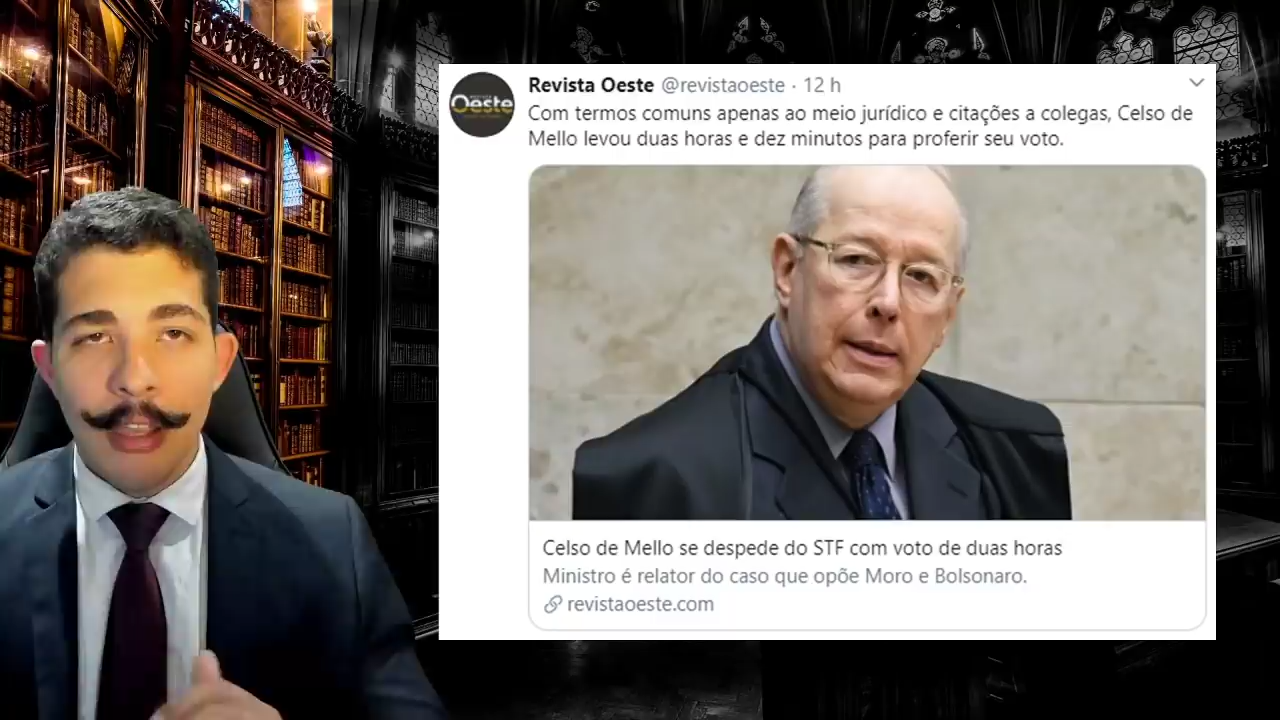 Revista Oeste @revistaoeste · 12 h
Com termos comuns apenas ao meio jurídico e citações a colegas, Celso de
Mello levou duas horas e dez minutos para proferir seu voto.
Oeste
Celso de Mello se despede do STF com voto de duas horas
Ministro é relator do caso que opõe Moro e Bolsonaro.
revistaoeste.com